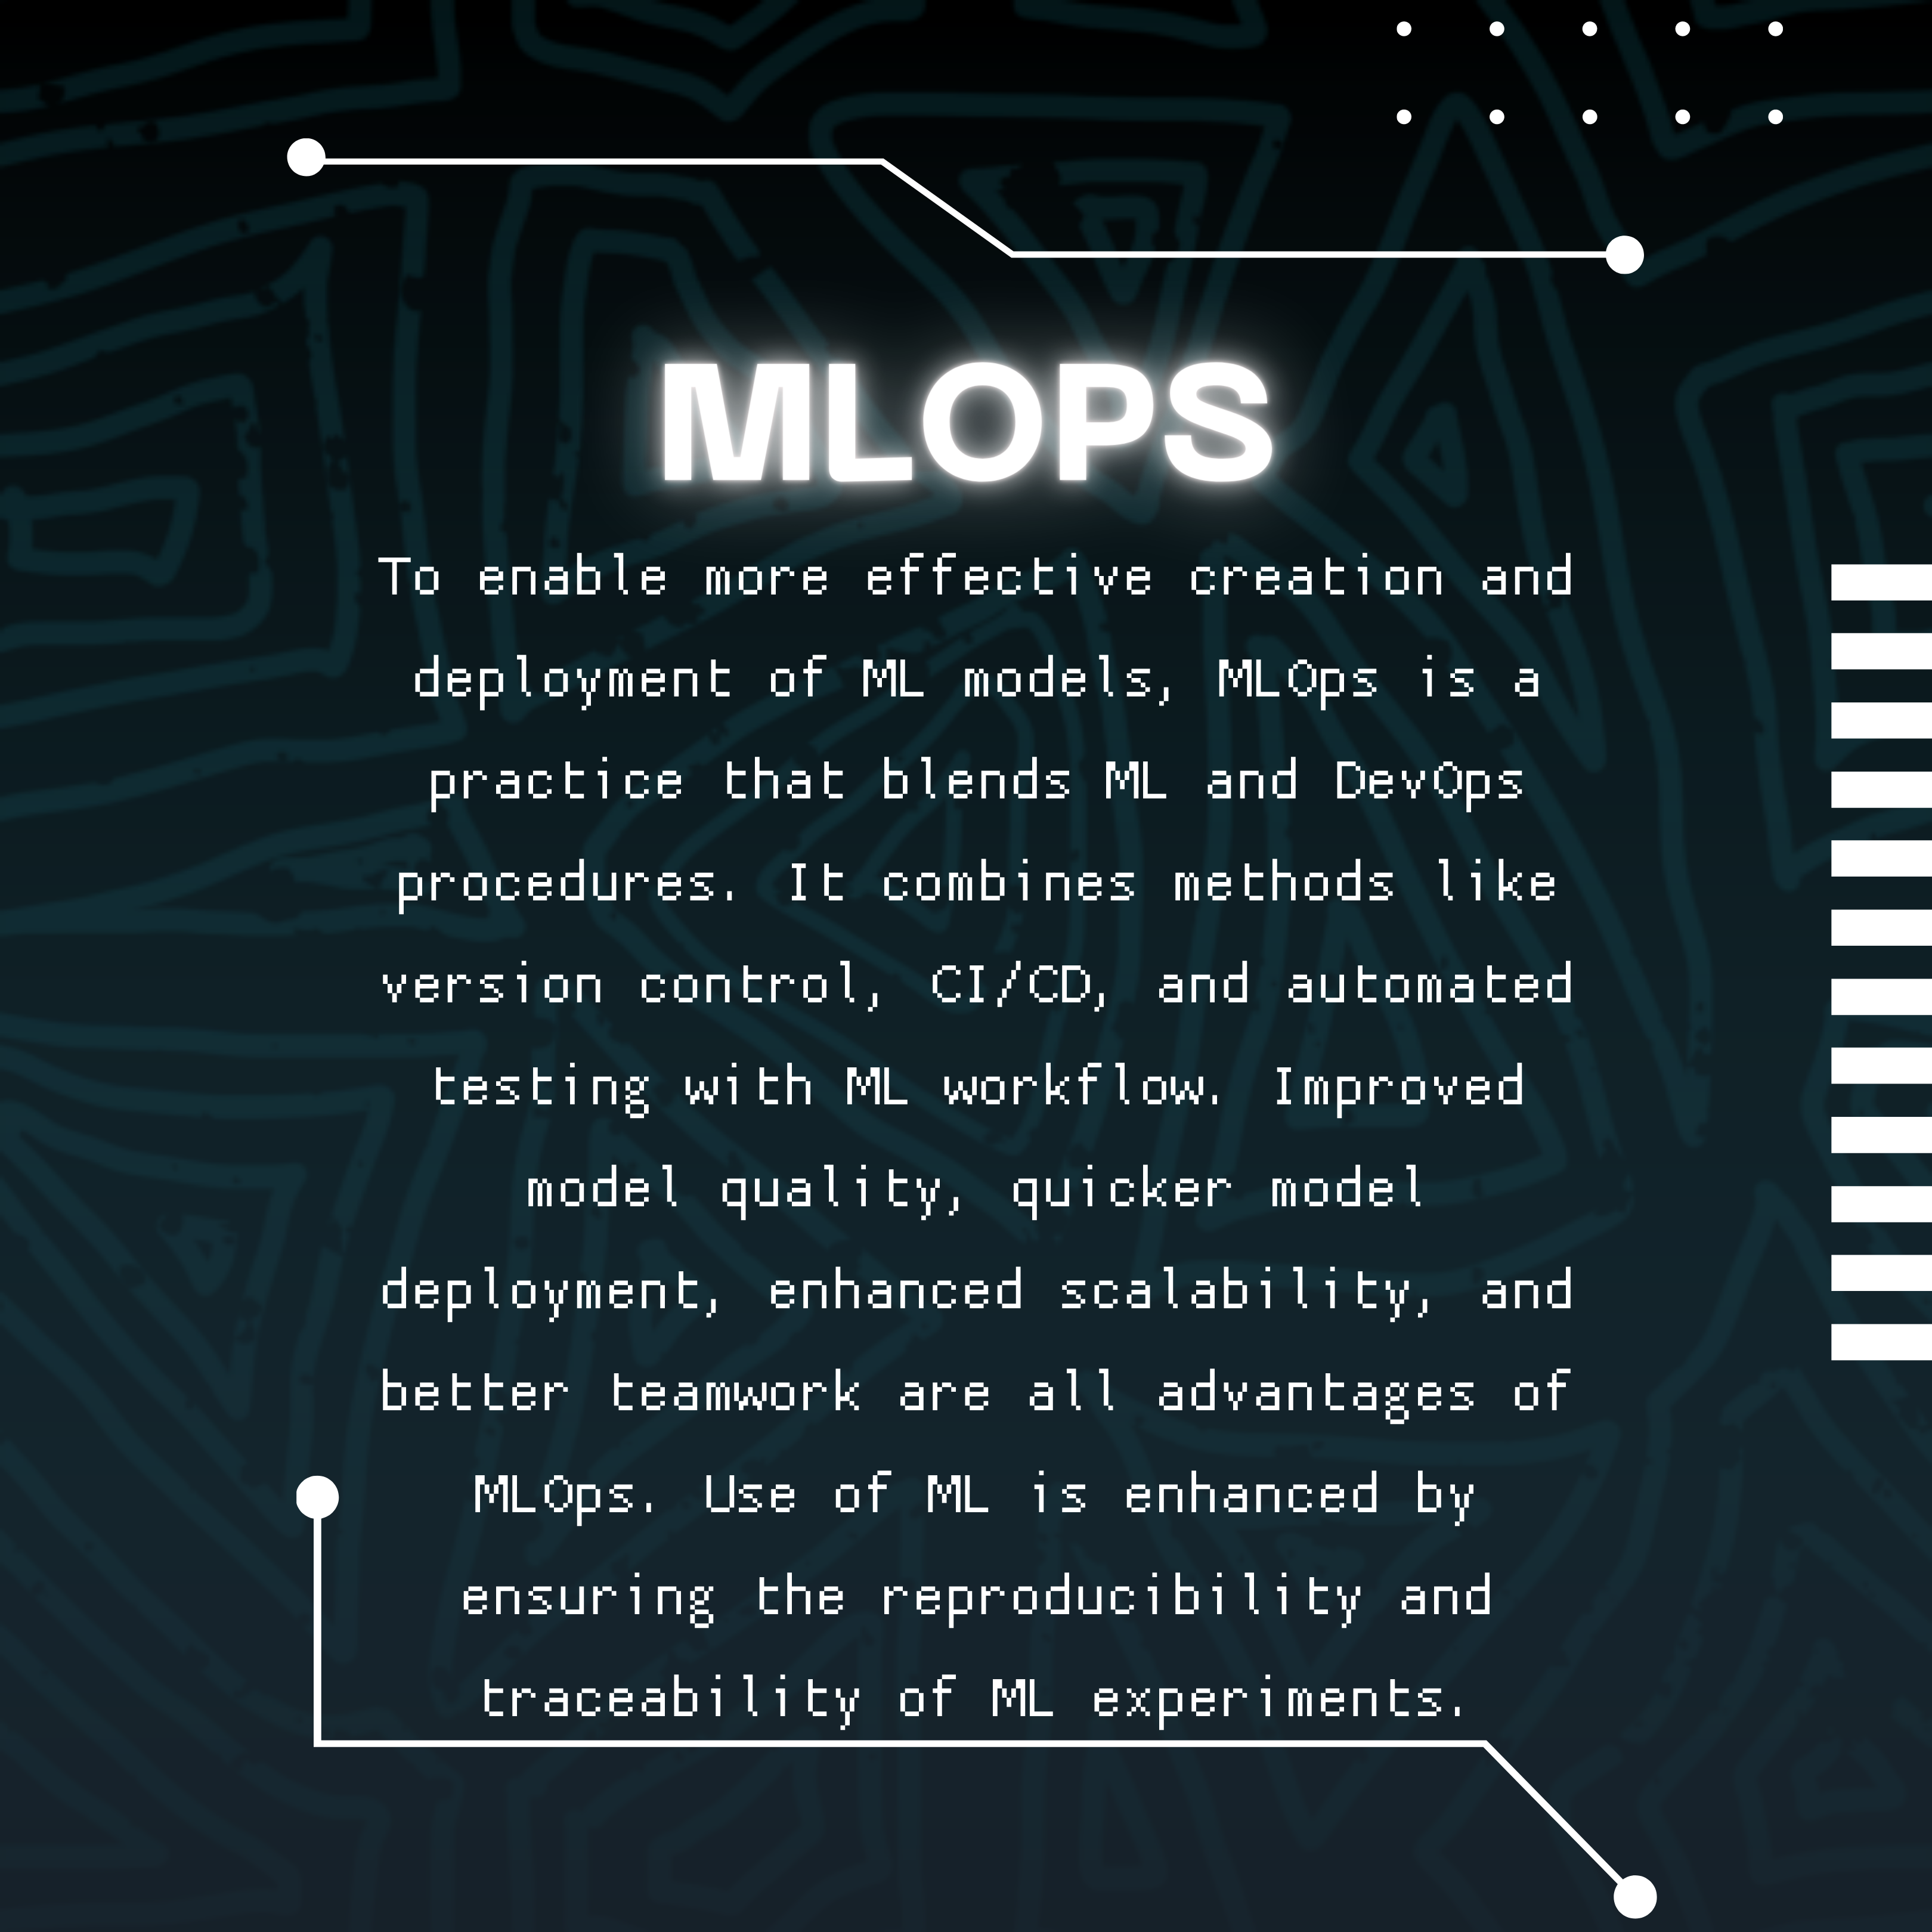 MLOPS
To enable more effective creation and
deployment of ML models, MLOps is a
practice that blends ML and DevOps
procedures. It combines methods like
version control, CI/CD, and automated
testing with ML workflow. Improved
model quality, quicker model
deployment, enhanced scalability, and
better teamwork are all advantages of
MLOps. Use of ML is enhanced by
ensuring the reproducibility and
traceability of ML experiments.